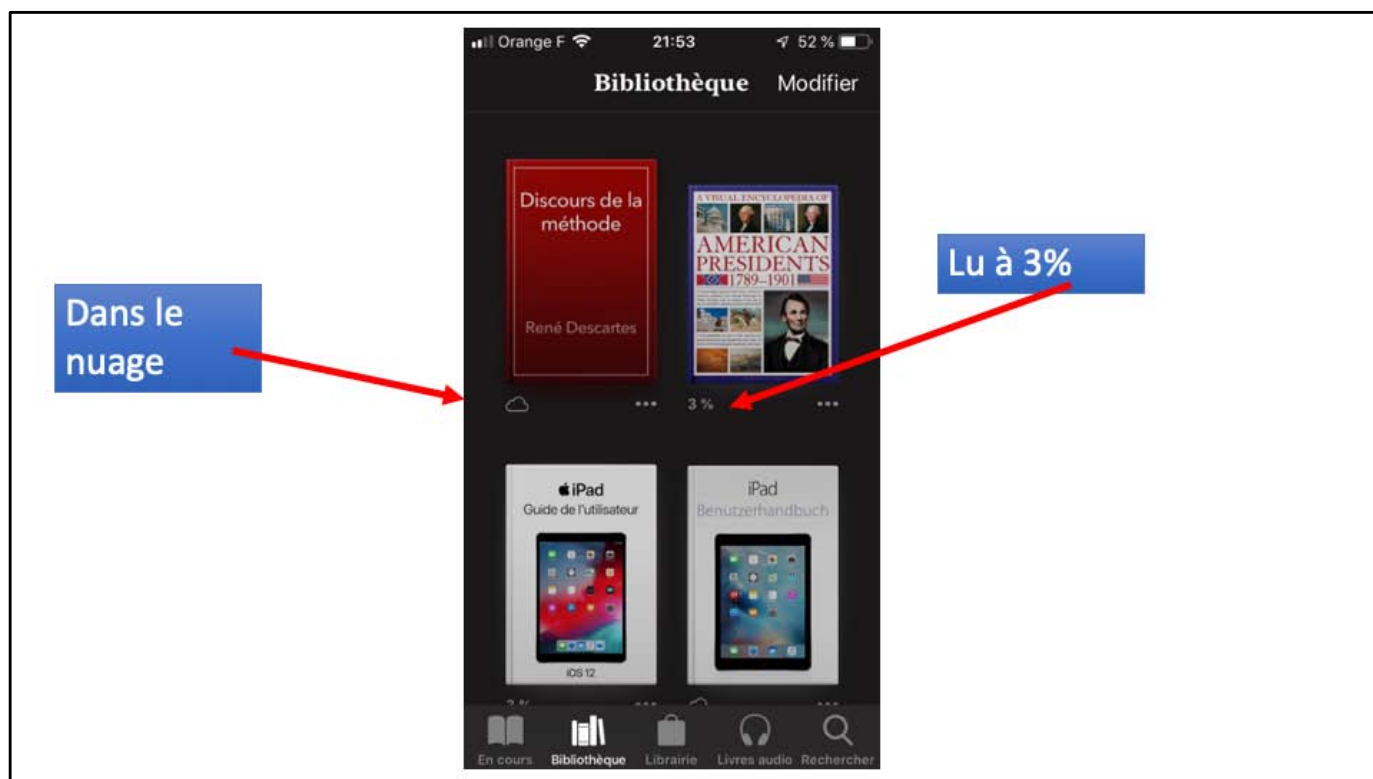 Orange F 21:53 52 %
Bibliothèque Modifier
Discours de la
méthode
René Descartes
A VISUAL ENCYCLOPEDIA OF
AMERICAN
PRESIDENTS
1789–1901
Dans le
nuage
Lu à 3%
3 %
iPad
Guide de l'utilisateur
iOS 12
iPad
Benutzerhandbuch
3 %
En cours Bibliothèque Librairie Livres audio Rechercher